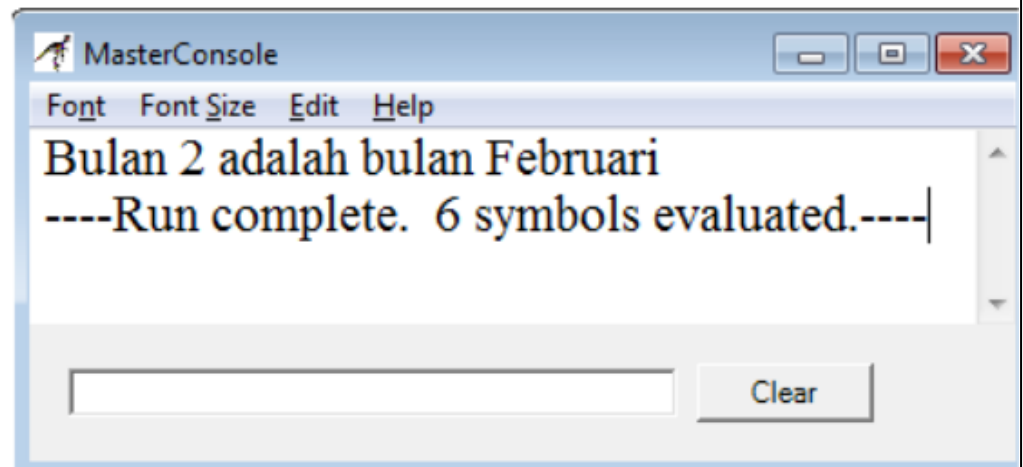 MasterConsole
Font Font Size Edit Help
Bulan 2 adalah bulan Februari
----Run complete.  6 symbols evaluated.----
Clear